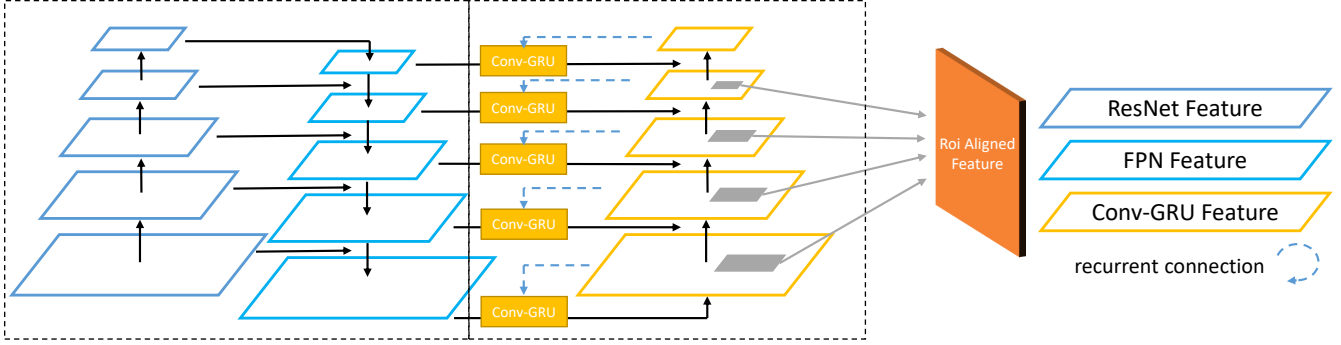 Conv-GRU
Conv-GRU
Conv-GRU
Conv-GRU
Conv-GRU
Roi Aligned
Feature
ResNet Feature
FPN Feature
Conv-GRU Feature
recurrent connection